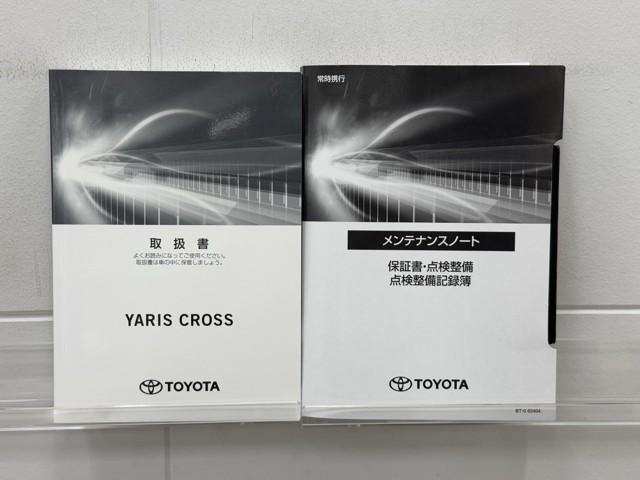 取扱書
よくお読みになってご使用ください。
取扱書は車の中に保管しましょう。
YARIS CROSS
TOYOTA
常時携行
メンテナンスノート
保証書・点検整備
点検整備記録簿
TOYOTA